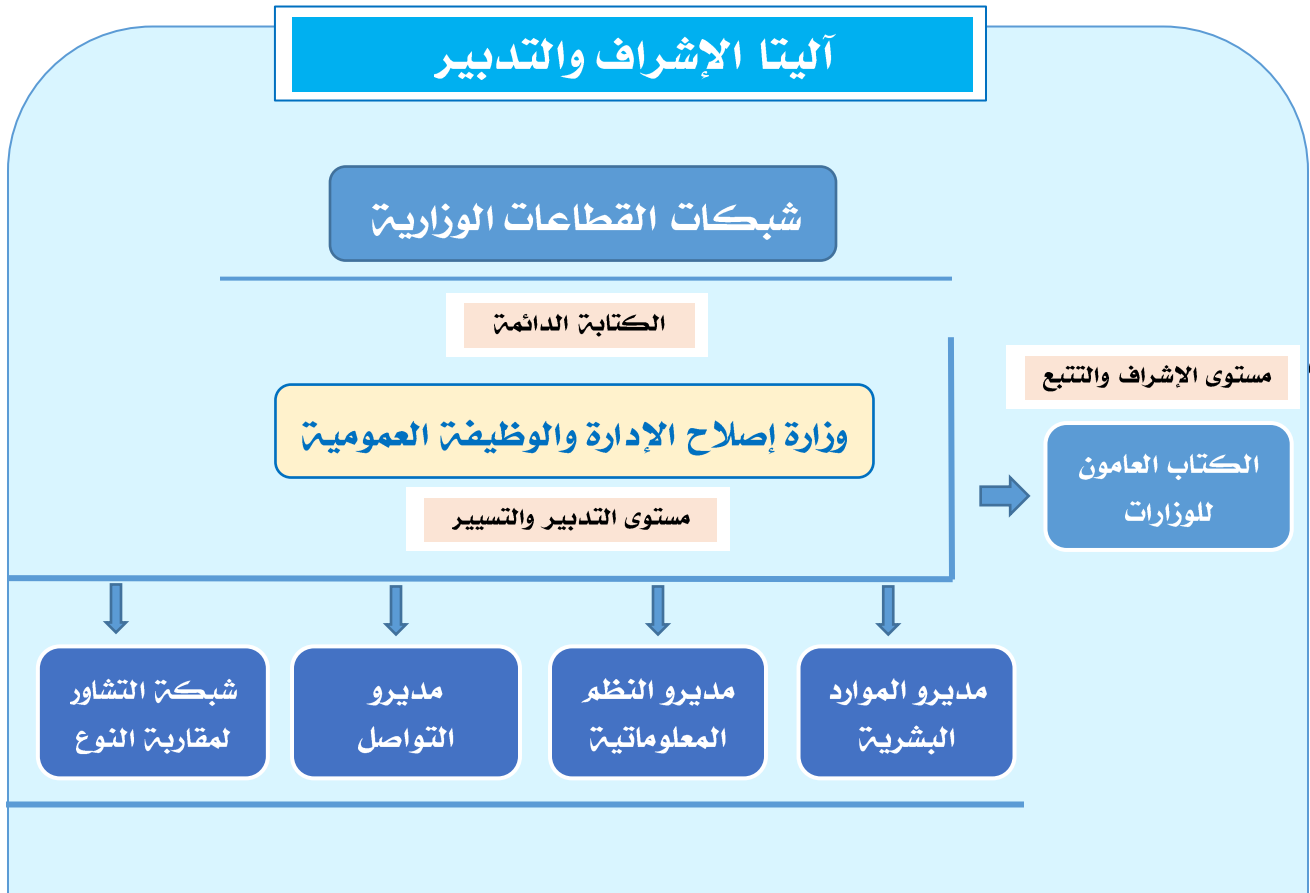 آليتا الإشراف والتدبير
شبكات القطاعات الوزارية
الكتابة الدائمة
مستوى الإشراف والتتبع
وزارة إصلاح الإدارة والوظيفة العمومية
الكتاب العامون
للوزارات
مستوى التدبير والتسيير
مديرو الموارد
البشرية
مديرو النظم
المعلوماتية
مديرو
التواصل
شبكة التشاور
لمقاربة النوع